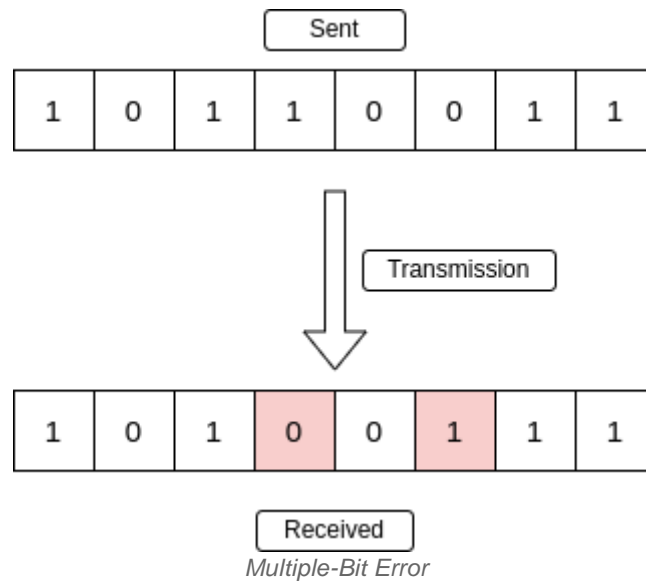 Sent
1 0 1 1 0 0 1 1
Transmission
1 0 1 0 0 1 1 1
Received
Multiple-Bit Error